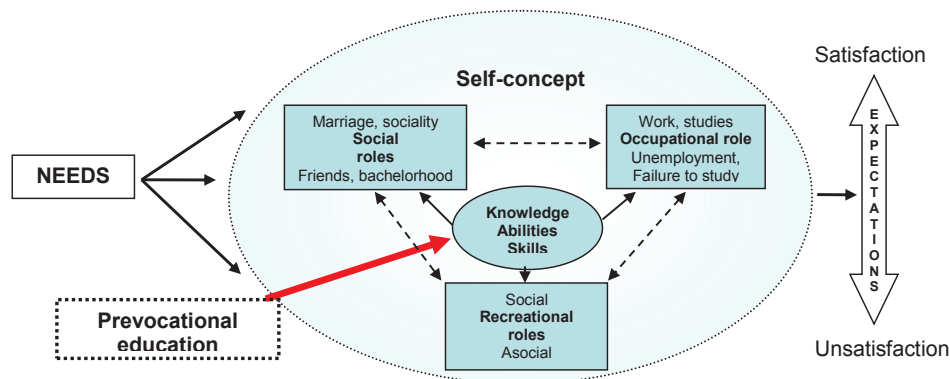 Satisfaction
Self-concept
Marriage, sociality
Social
roles
Friends, bachelorhood
Work, studies
Occupational role
Unemployment,
Failure to study
NEEDS
EXPECTATIONS
Knowledge
Abilities
Skills
Prevocational
education
Social
Recreational
roles
Asocial
Unsatisfaction